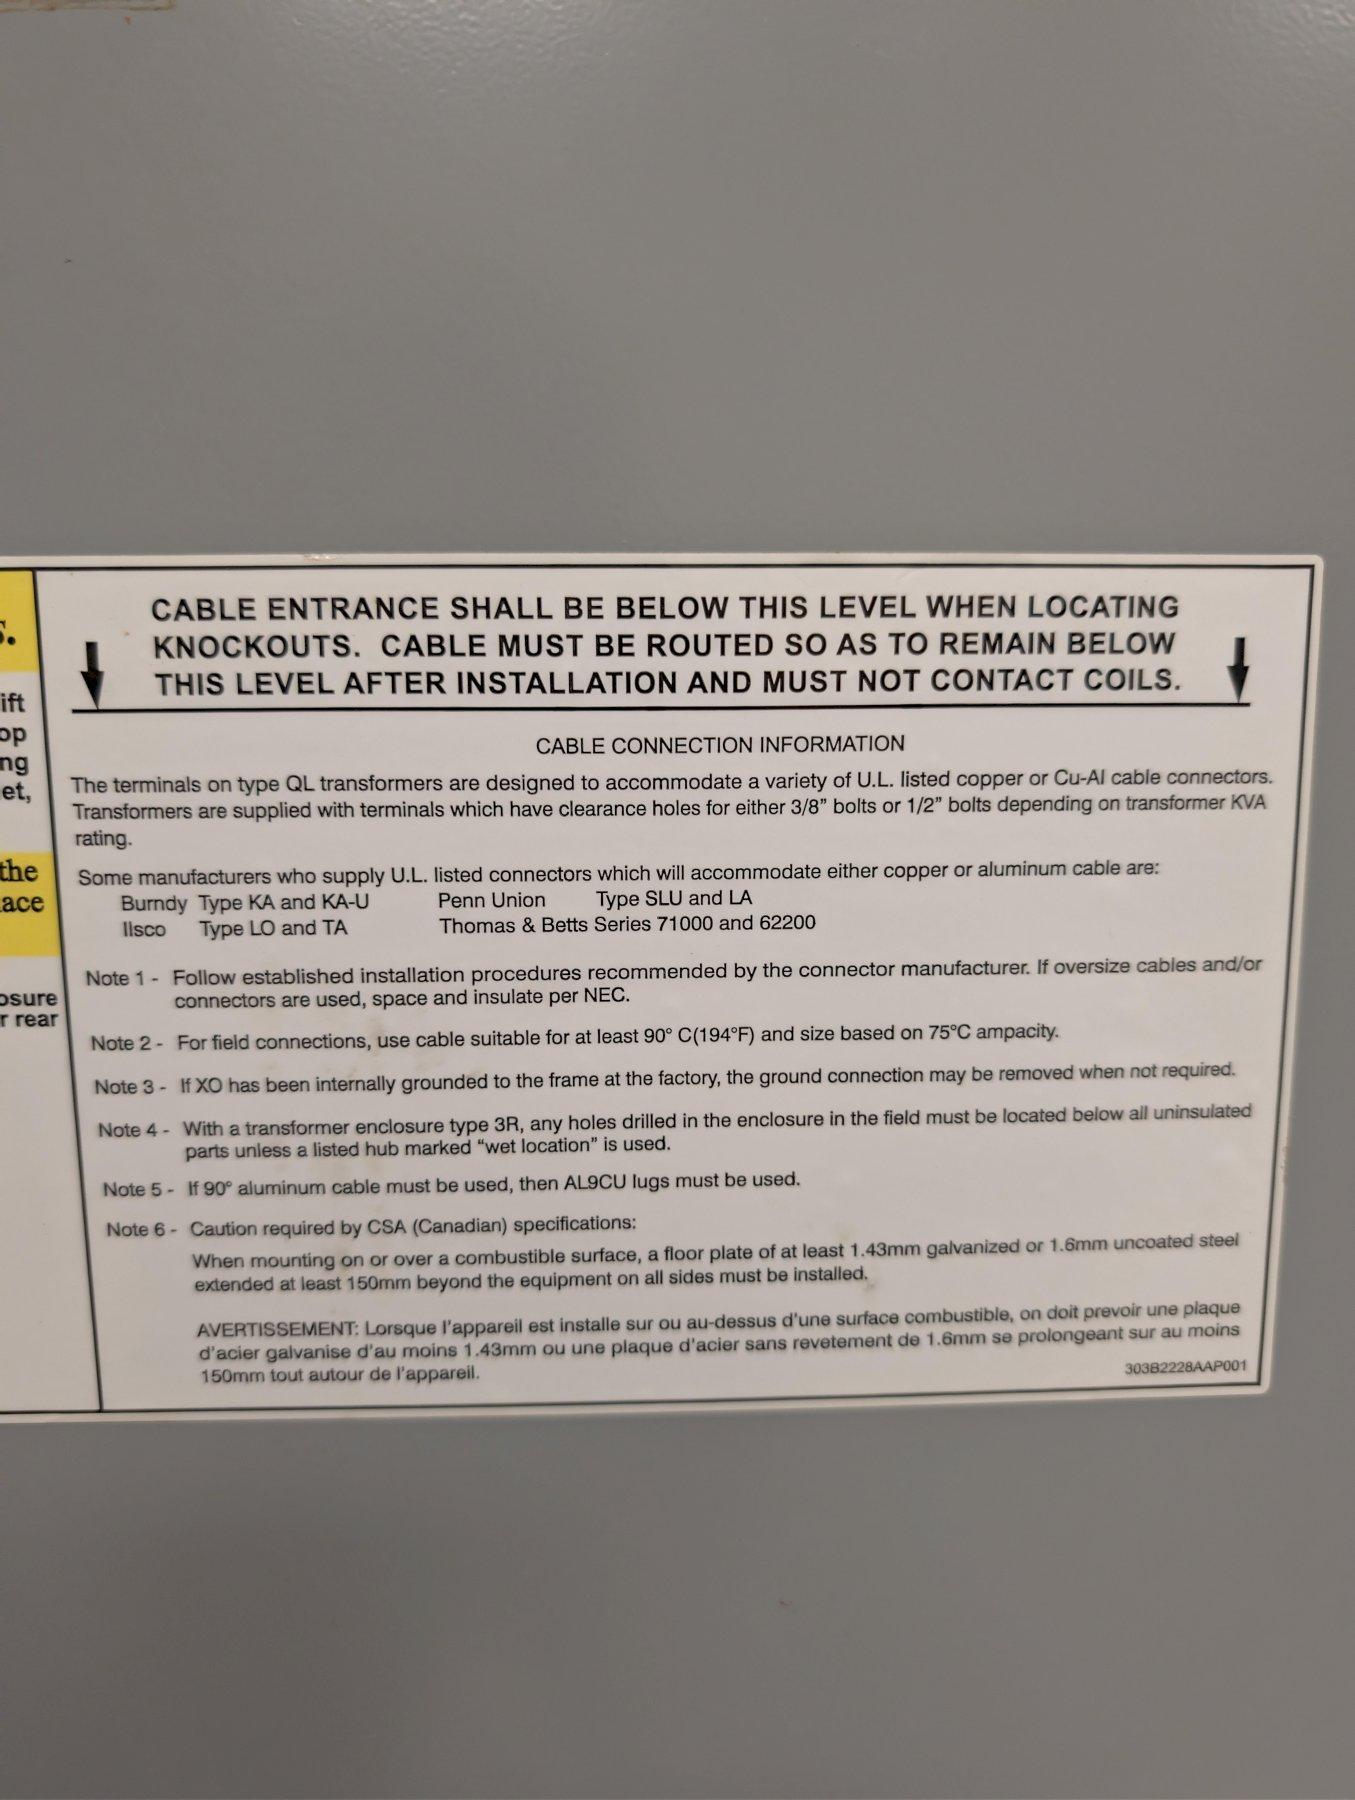 s.
ift
op
ng
et,
the
ace
osure
r rear
CABLE ENTRANCE SHALL BE BELOW THIS LEVEL WHEN LOCATING
KNOCKOUTS. CABLE MUST BE ROUTED SO AS TO REMAIN BELOW
THIS LEVEL AFTER INSTALLATION AND MUST NOT CONTACT COILS.
CABLE CONNECTION INFORMATION
The terminals on type QL transformers are designed to accommodate a variety of U.L. listed copper or Cu-Al cable connectors.
Transformers are supplied with terminals which have clearance holes for either 3/8” bolts or 1/2” bolts depending on transformer KVA
rating.
Some manufacturers who supply U.L. listed connectors which will accommodate either copper or aluminum cable are:
Burndy Type KA and KA-U Penn Union Type SLU and LA
Ilsco Type LO and TA Thomas & Betts Series 71000 and 62200
Note 1 - Follow established installation procedures recommended by the connector manufacturer. If oversize cables and/or
connectors are used, space and insulate per NEC.
Note 2 - For field connections, use cable suitable for at least 90° C(194°F) and size based on 75°C ampacity.
Note 3 - If XO has been internally grounded to the frame at the factory, the ground connection may be removed when not required.
Note 4 - With a transformer enclosure type 3R, any holes drilled in the enclosure in the field must be located below all uninsulated
parts unless a listed hub marked “wet location” is used.
Note 5 - If 90° aluminum cable must be used, then AL9CU lugs must be used.
Note 6 - Caution required by CSA (Canadian) specifications:
When mounting on or over a combustible surface, a floor plate of at least 1.43mm galvanized or 1.6mm uncoated steel
extended at least 150mm beyond the equipment on all sides must be installed.
AVERTISSEMENT: Lorsque l’appareil est installe sur ou au-dessus d’une surface combustible, on doit prevoir une plaque
d’acier galvanise d’au moins 1.43mm ou une plaque d’acier sans revetement de 1.6mm se prolongeant sur au moins
150mm tout autour de l’appareil.
303B2228AAP001